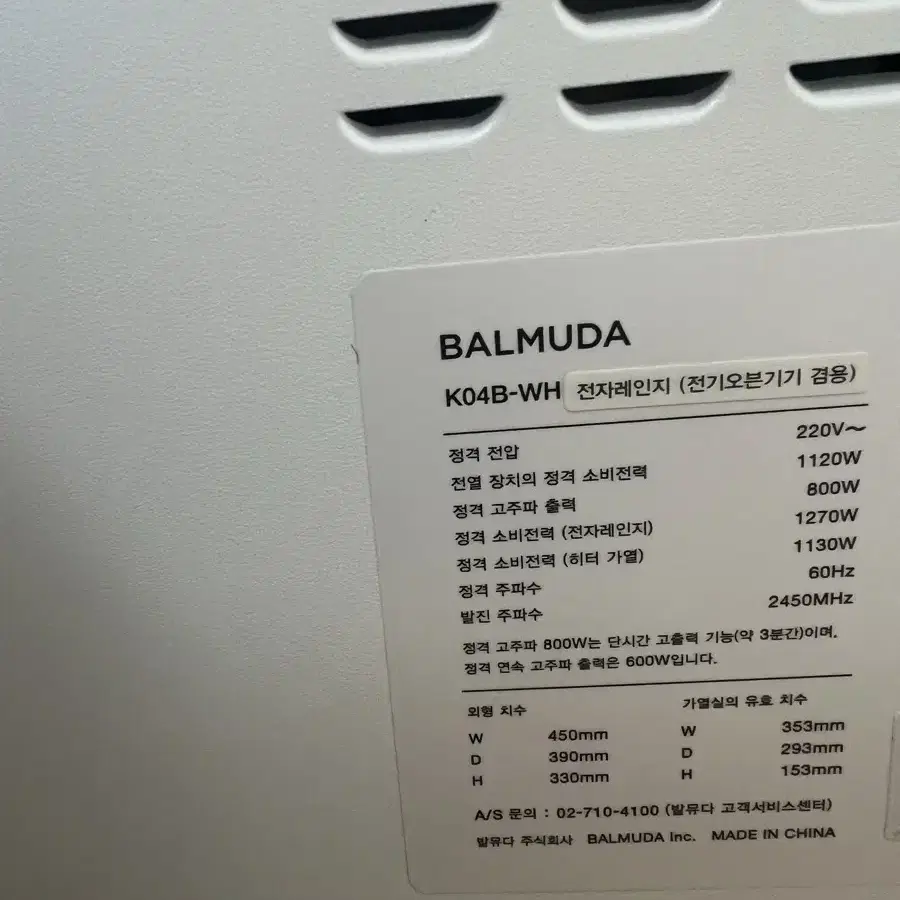 BALMUDA
K04B-WH 전자레인지 (전기오븐기기 겸용)
정격 전압 220V~
전열 장치의 정격 소비전력 1120W
정격 고주파 출력 800W
정격 소비전력 (전자레인지) 1270W
정격 소비전력 (히터 가열) 1130W
정격 주파수 60Hz
발진 주파수 2450MHz
정격 고주파 800W는 단시간 고출력 기능(약 3분간)이며,
정격 연속 고주파 출력은 600W입니다.
외형 치수 가열실의 유효 치수
W 450mm W 353mm
D 390mm D 293mm
H 330mm H 153mm
A/S 문의 : 02-710-4100 (발뮤다 고객서비스센터)
발뮤다 주식회사 BALMUDA Inc. MADE IN CHINA